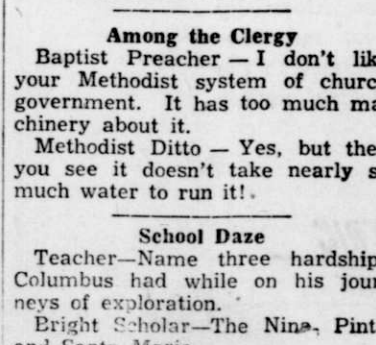 Among the Clergy
Baptist Preacher — I don't lik
your Methodist system of churc
government. It has too much ma
chinery about it.
Methodist Ditto — Yes, but the
you see it doesn't take nearly s
much water to run it!
School Daze
Teacher—Name three hardship
Columbus had while on his jour
neys of exploration.
Bright Scholar—The Nina, Pint
and Santa Maria